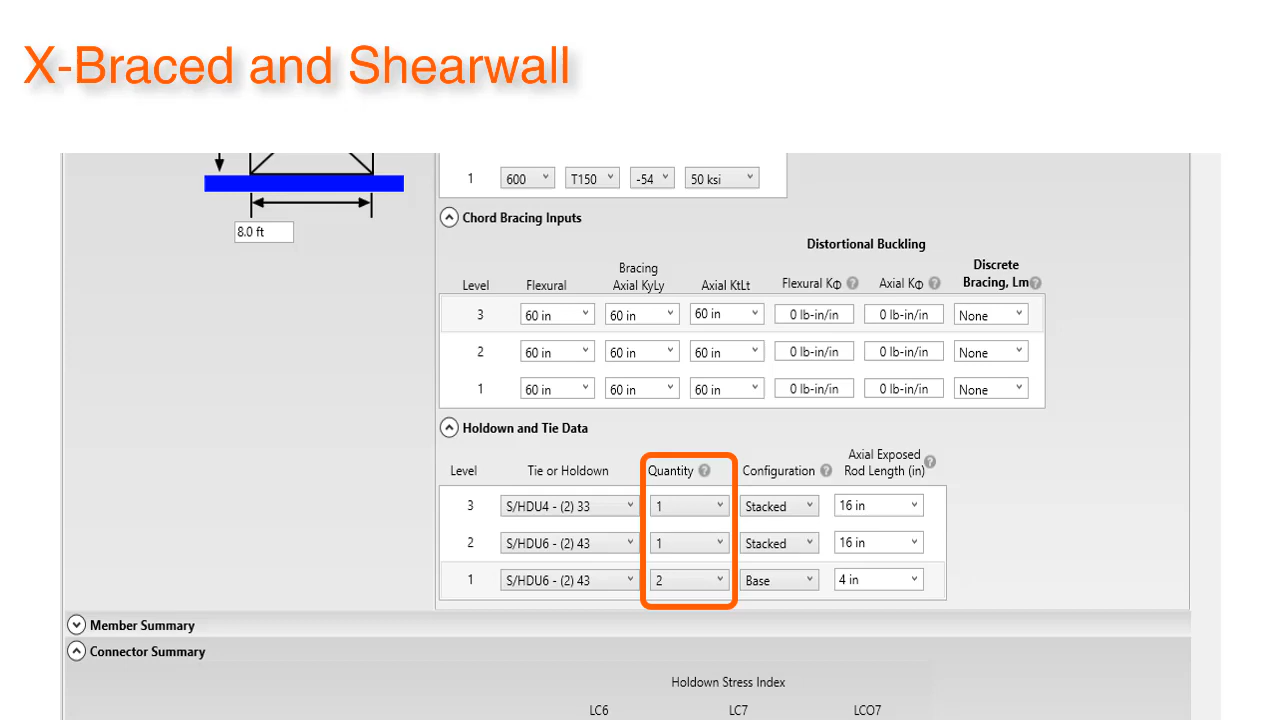 X-Braced and Shearwall
1 600 T150 -54 50 ksi
8.0 ft
Chord Bracing Inputs
Distortional Buckling
Level Flexural Bracing Axial KyLy Axial KtLt Flexural KΦ ? Axial KΦ ? Discrete Bracing, Lm ?
3 60 in 60 in 60 in 0 lb-in/in 0 lb-in/in None
2 60 in 60 in 60 in 0 lb-in/in 0 lb-in/in None
1 60 in 60 in 60 in 0 lb-in/in 0 lb-in/in None
Holdown and Tie Data
Level Tie or Holdown Quantity ? Configuration ? Axial Exposed Rod Length (in) ?
3 S/HDU4 - (2) 33 1 Stacked 16 in
2 S/HDU6 - (2) 43 1 Stacked 16 in
1 S/HDU6 - (2) 43 2 Base 4 in
Member Summary
Connector Summary
Holdown Stress Index
LC6 LC7 LCO7